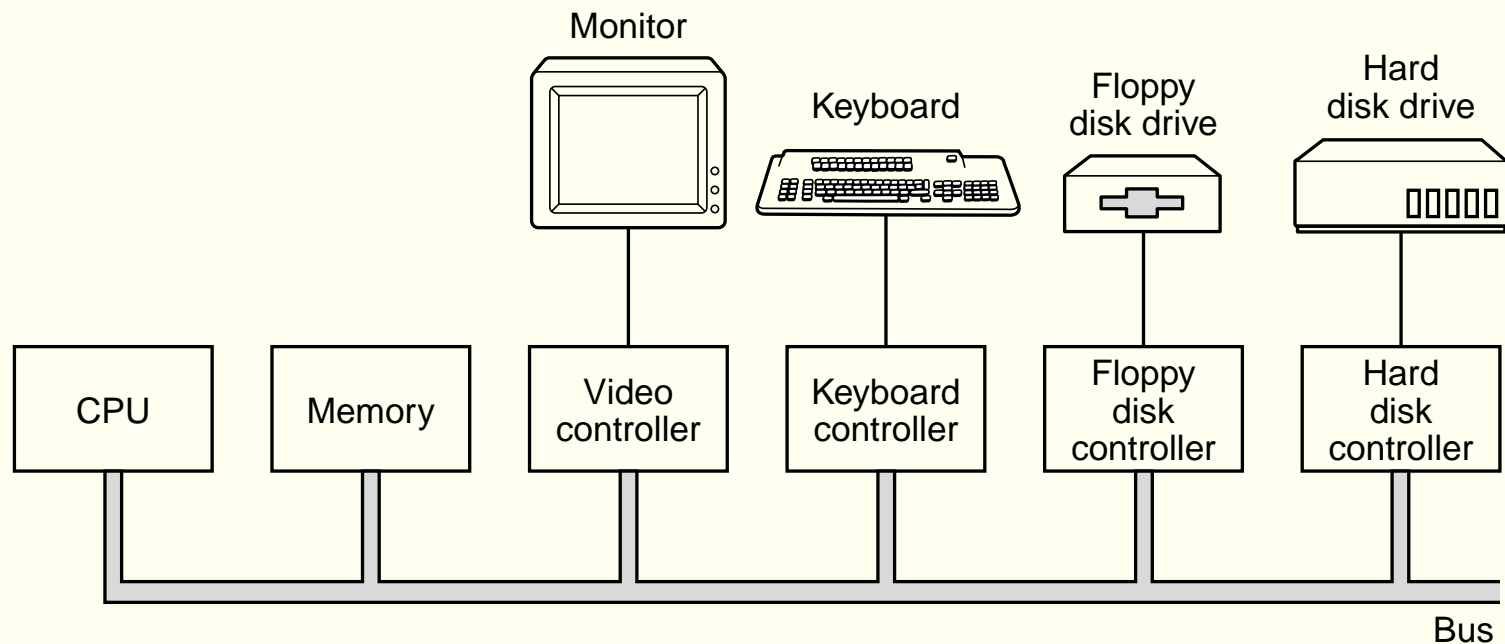 Monitor
Keyboard
Floppy
disk drive
Hard
disk drive
CPU
Memory
Video
controller
Keyboard
controller
Floppy
disk
controller
Hard
disk
controller
Bus